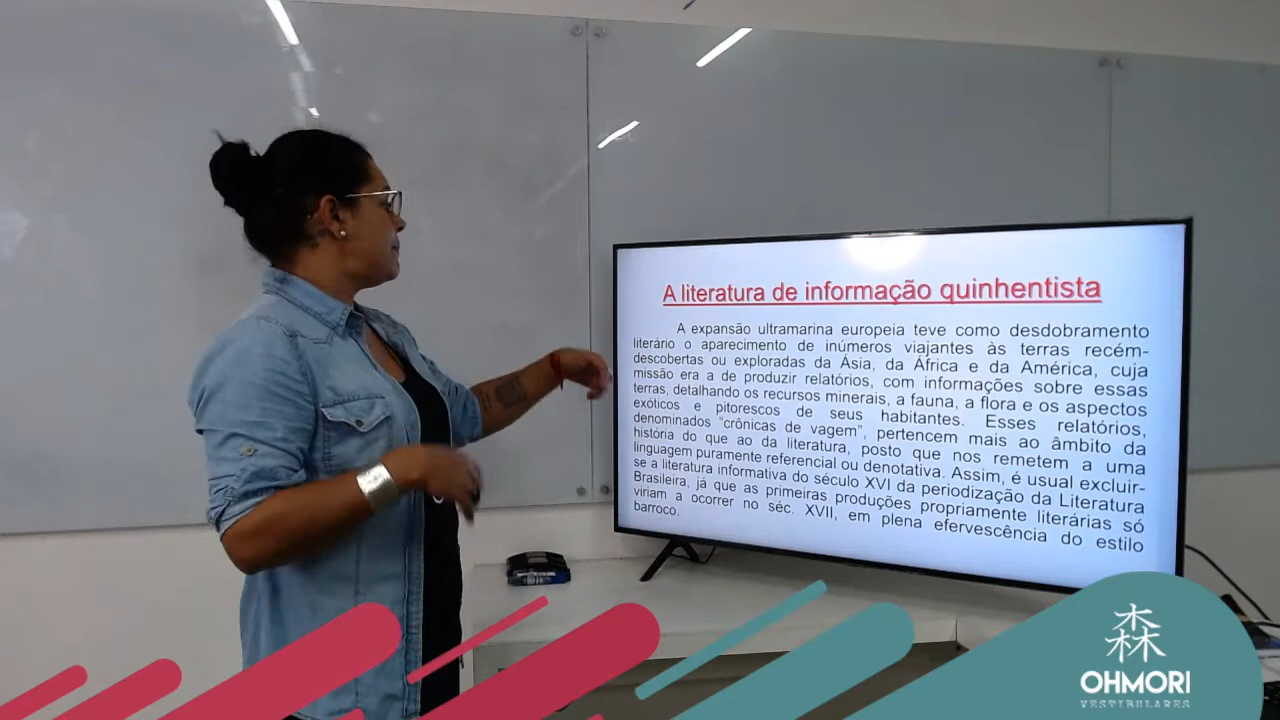 A literatura de informação quinhentista
A expansão ultramarina europeia teve como desdobramento
literário o aparecimento de inúmeros viajantes às terras recém-
descobertas ou exploradas da Ásia, da África e da América, cuja
missão era a de produzir relatórios, com informações sobre essas
terras, detalhando os recursos minerais, a fauna, a flora e os aspectos
exóticos e pitorescos de seus habitantes. Esses relatórios,
denominados “crônicas de vagem”, pertencem mais ao âmbito da
história do que ao da literatura, posto que nos remetem a uma
linguagem puramente referencial ou denotativa. Assim, é usual excluir-
se a literatura informativa do século XVI da periodização da Literatura
Brasileira, já que as primeiras produções propriamente literárias só
viriam a ocorrer no séc. XVII, em plena efervescência do estilo
barroco.
森
OHMORI
VESTIBULARES